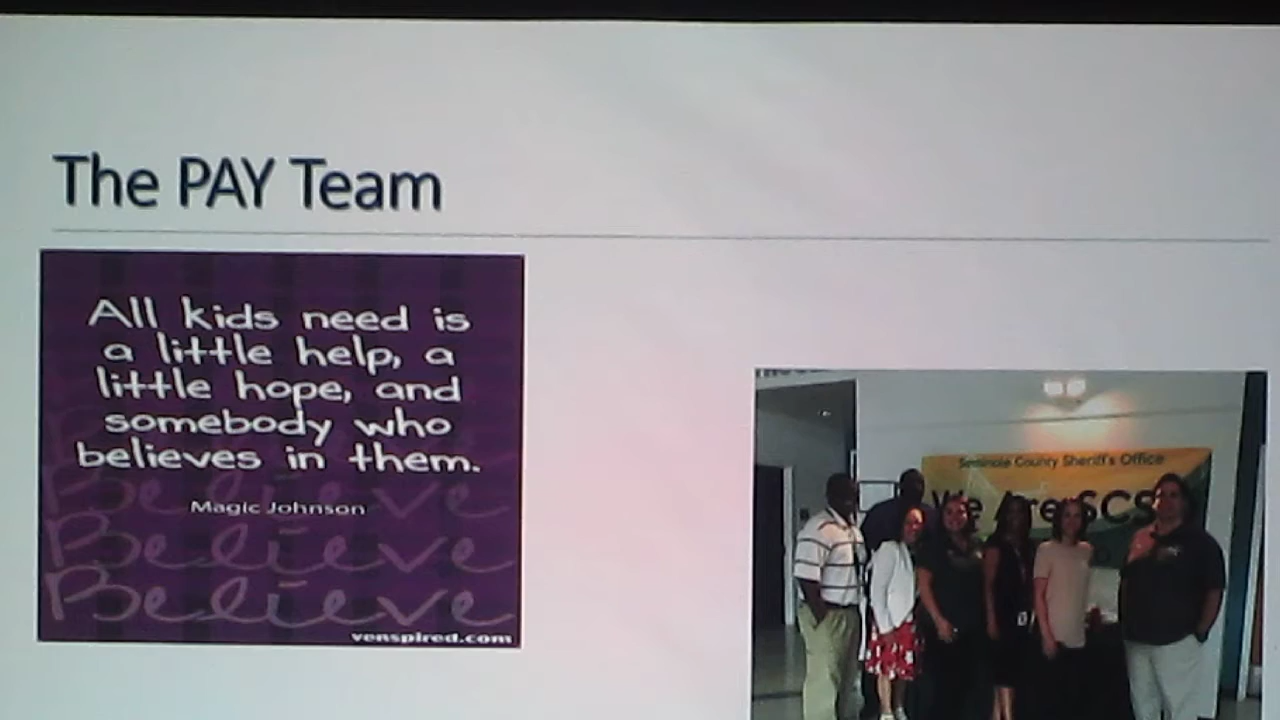 The PAY Team
All kids need is
a little help, a
little hope, and
somebody who
believes in them.
Magic Johnson
Believe
Believe
Believe
venspired.com
Seminole County Sheriff's Office
We Are SCS